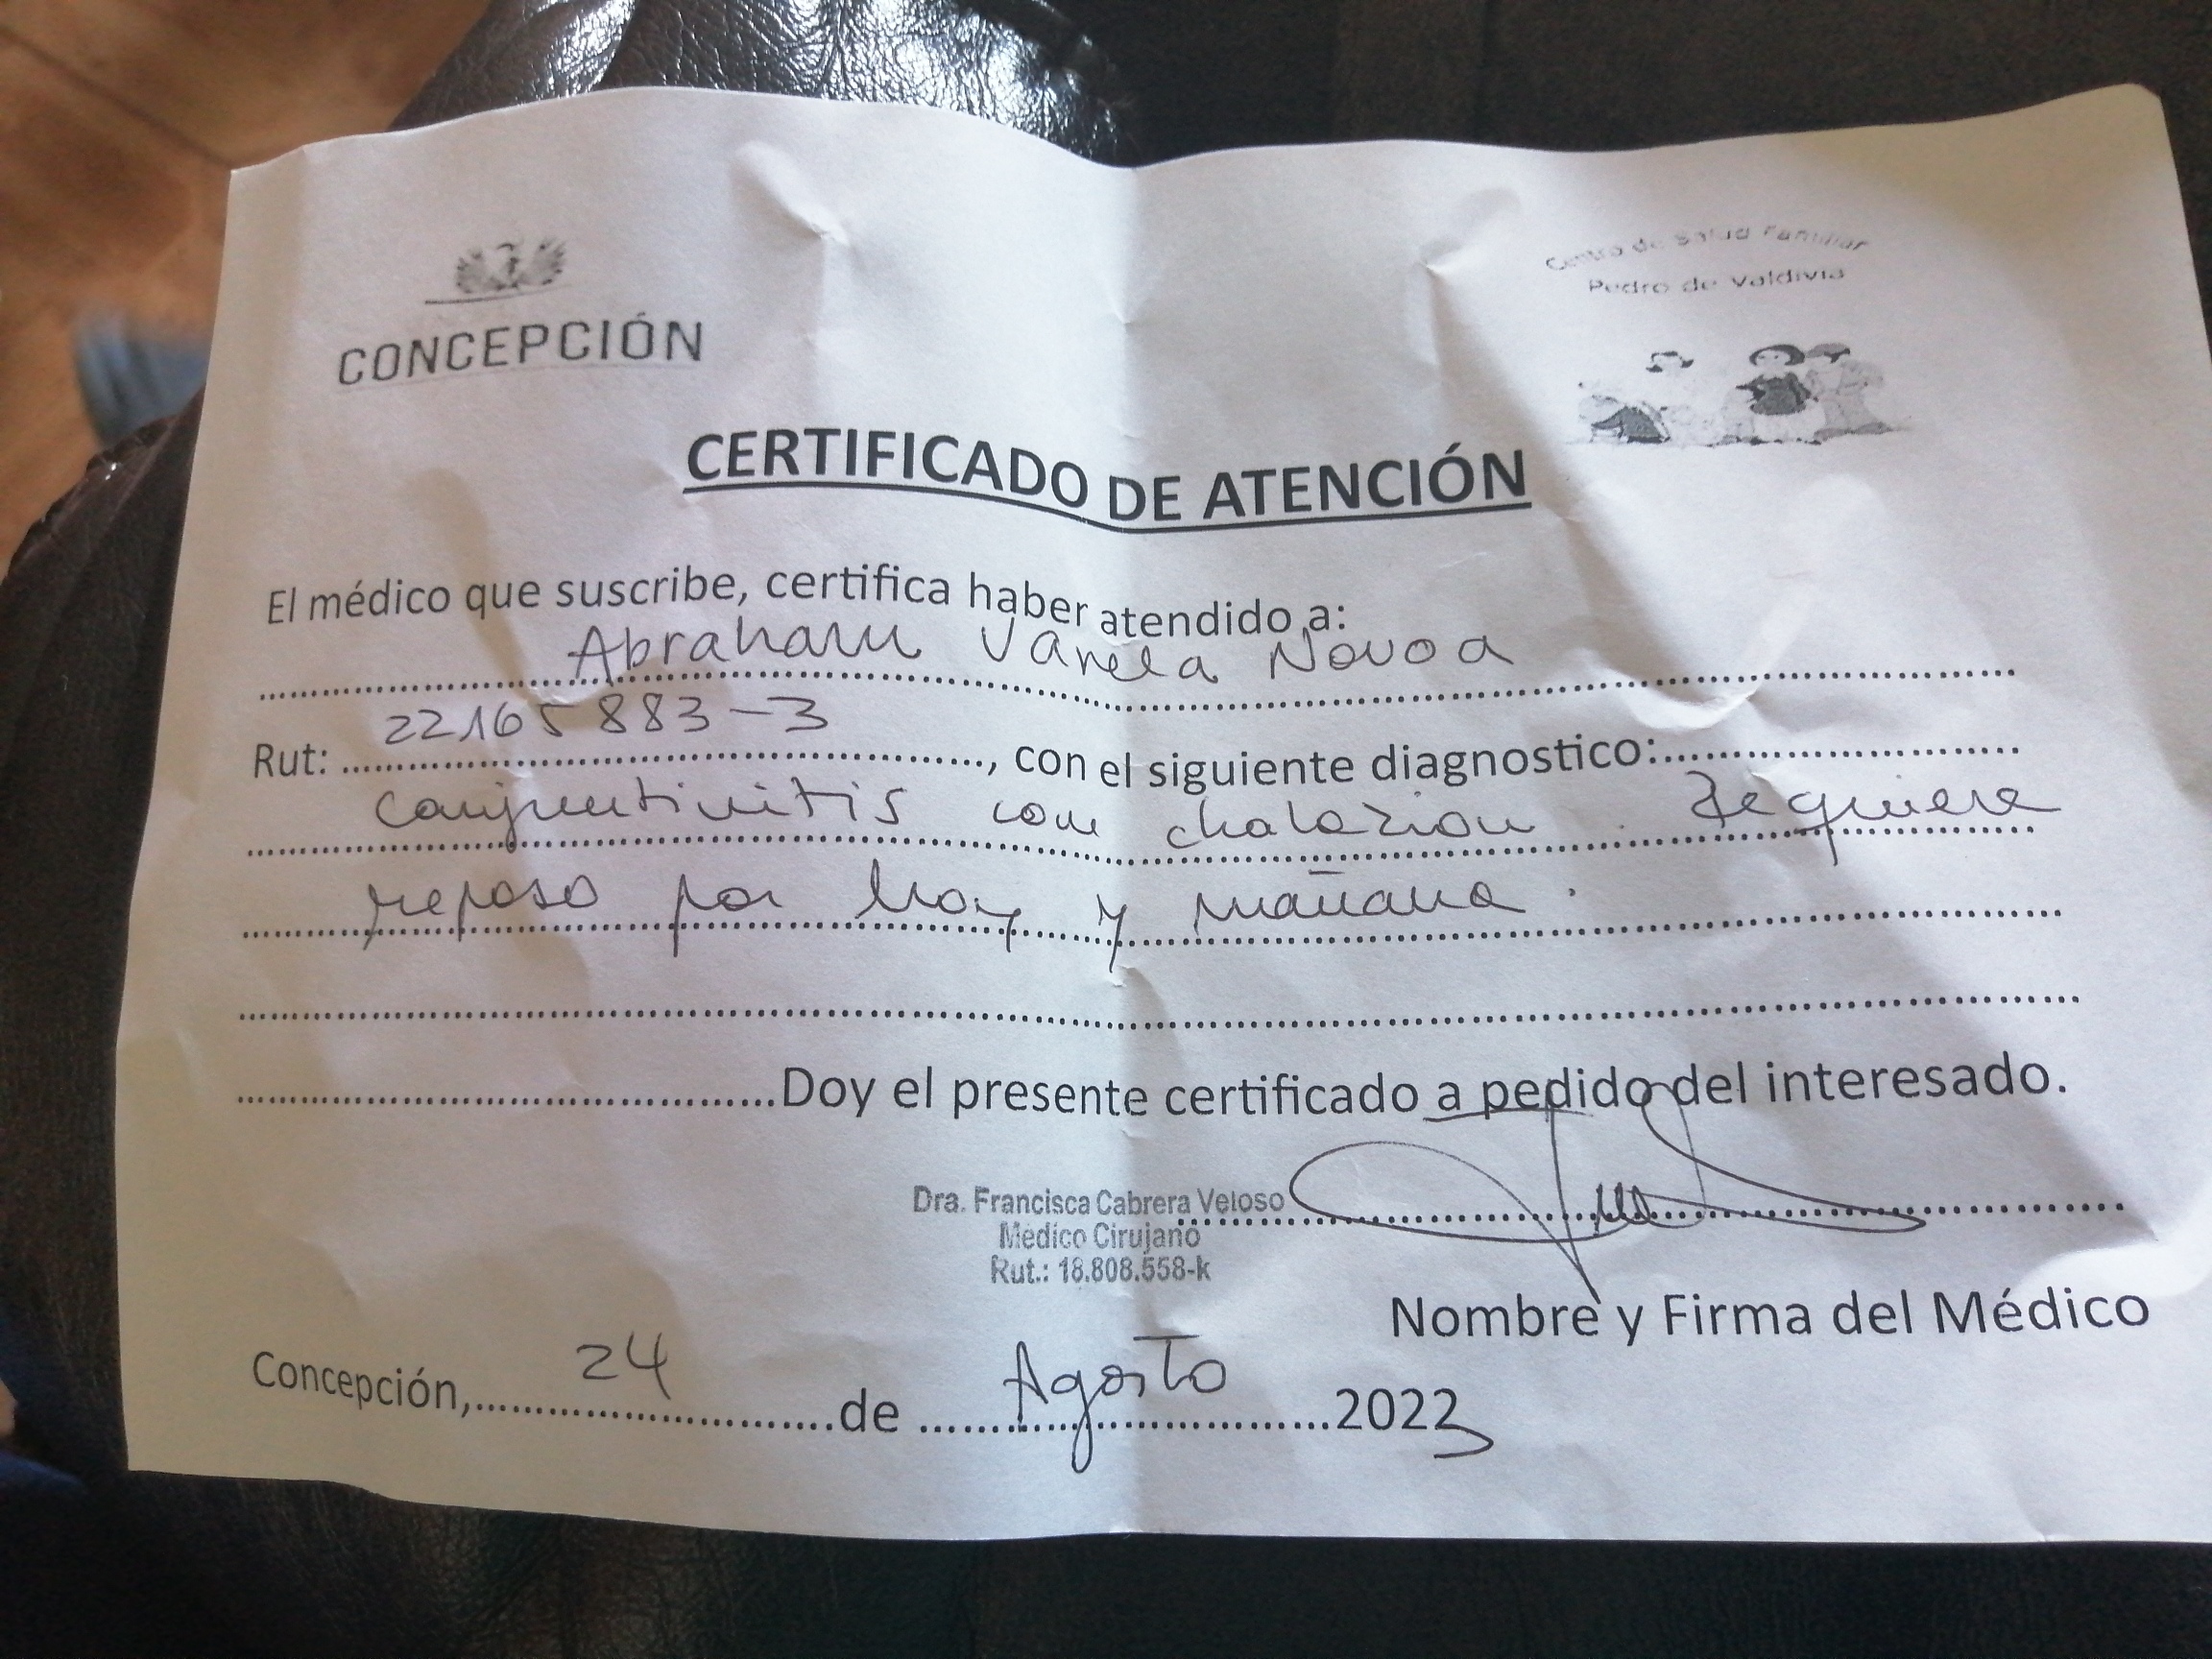 Centro de Salud Familiar
Pedro de Valdivia
CONCEPCIÓN
CERTIFICADO DE ATENCIÓN
El médico que suscribe, certifica haber atendido a:
Abraham Varela Novoa
Rut: 22165883-3, con el siguiente diagnostico:
conjuntivitis con chalazion. Requiere
reposo por hoy y mañana.
Doy el presente certificado a pedido del interesado.
Dra. Francisca Cabrera Veloso
Medico Cirujano
Rut.: 18.808.558-k
Nombre y Firma del Médico
Concepción, 24 de Agosto 2023